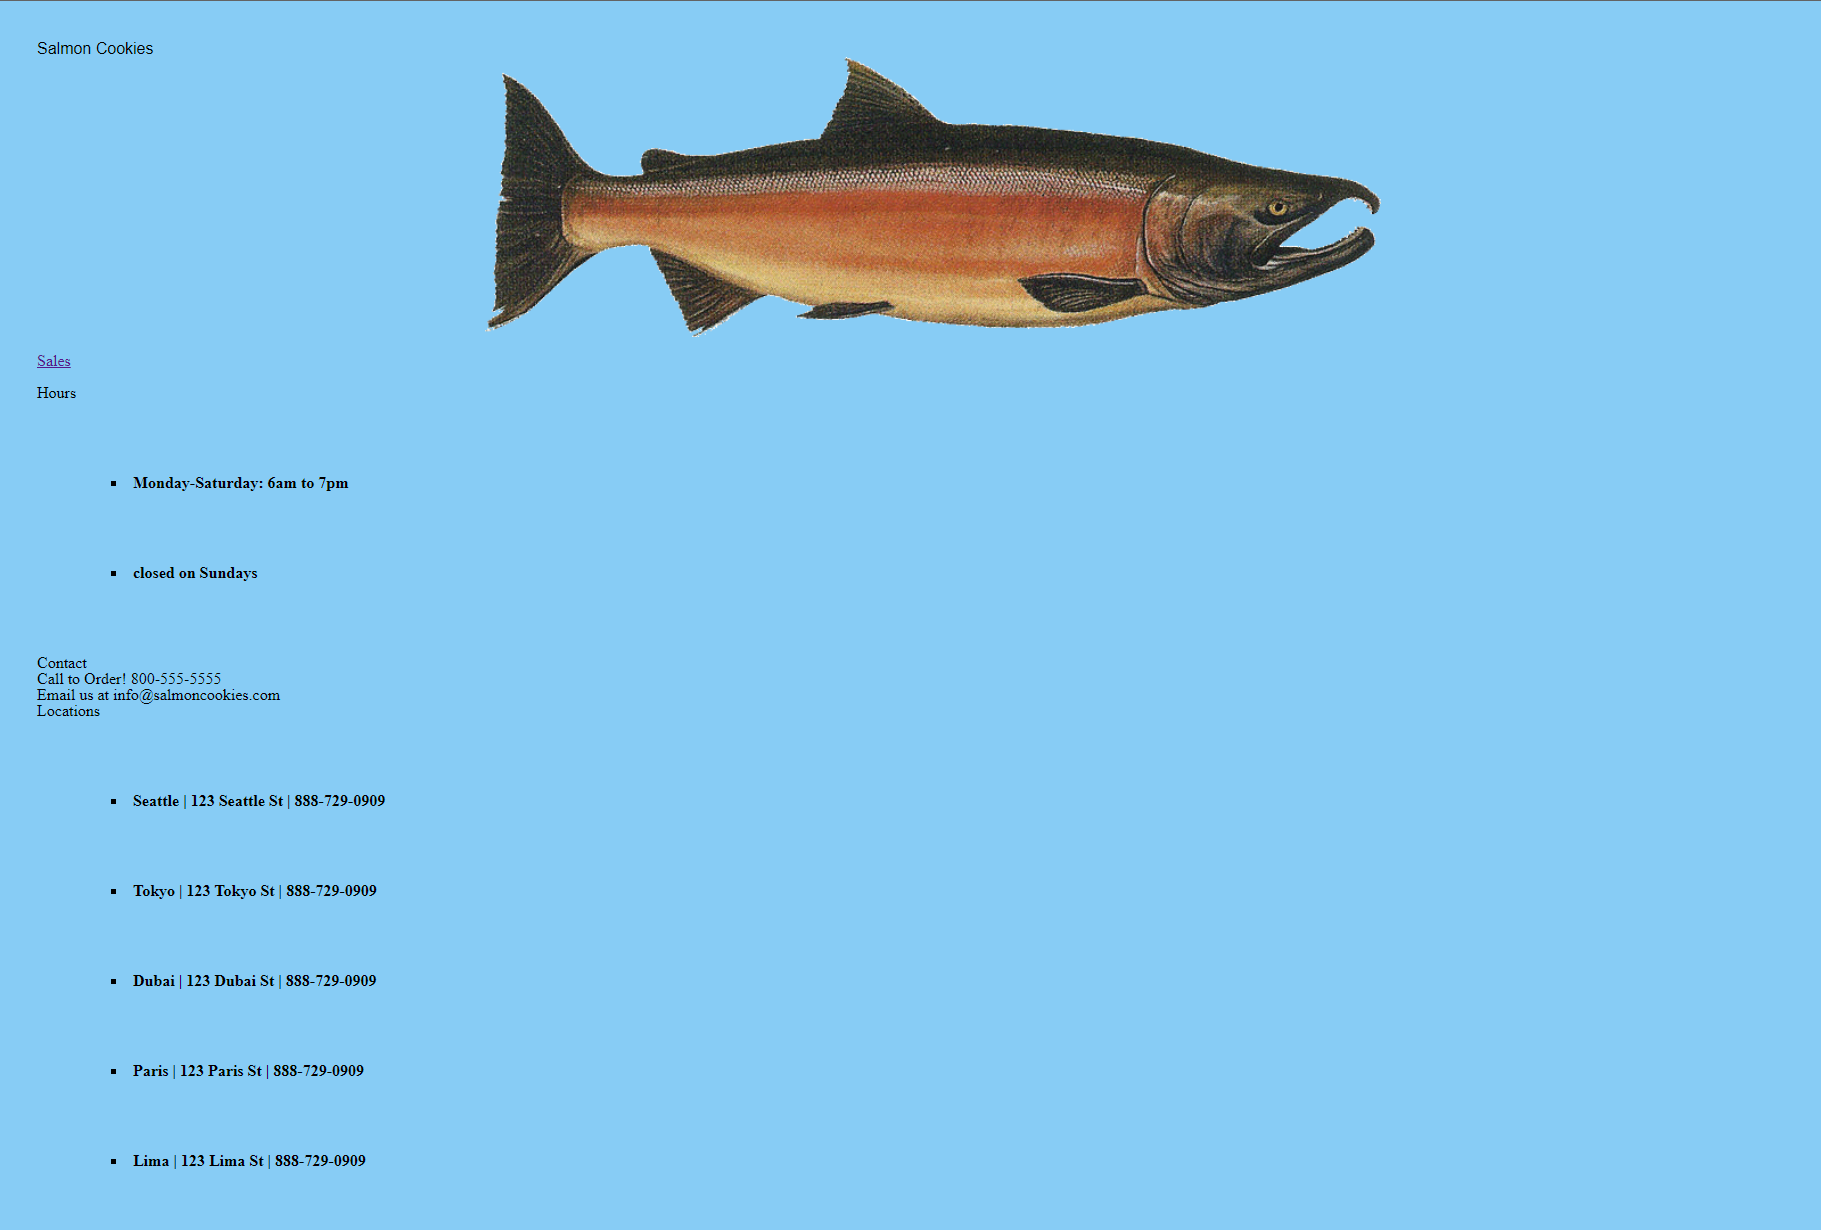 Salmon Cookies
Sales
Hours
Monday-Saturday: 6am to 7pm
closed on Sundays
Contact
Call to Order! 800-555-5555
Email us at info@salmoncookies.com
Locations
Seattle | 123 Seattle St | 888-729-0909
Tokyo | 123 Tokyo St | 888-729-0909
Dubai | 123 Dubai St | 888-729-0909
Paris | 123 Paris St | 888-729-0909
Lima | 123 Lima St | 888-729-0909